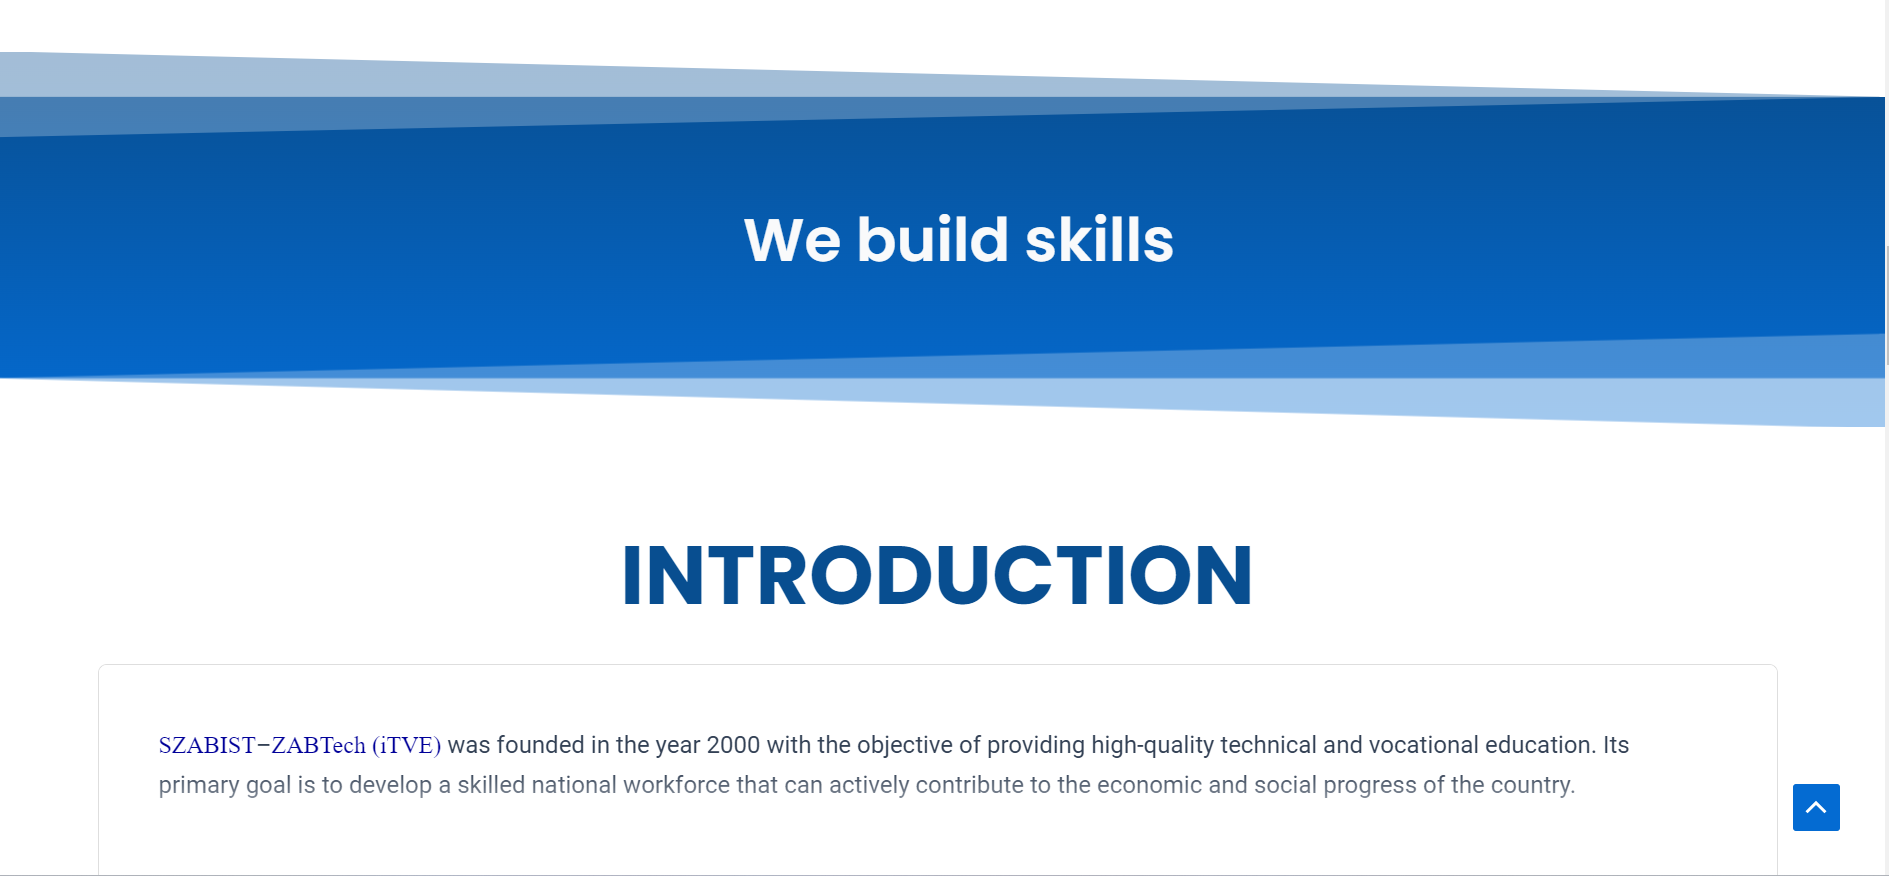 We build skills
INTRODUCTION
SZABIST–ZABTech (iTVE) was founded in the year 2000 with the objective of providing high-quality technical and vocational education. Its
primary goal is to develop a skilled national workforce that can actively contribute to the economic and social progress of the country.